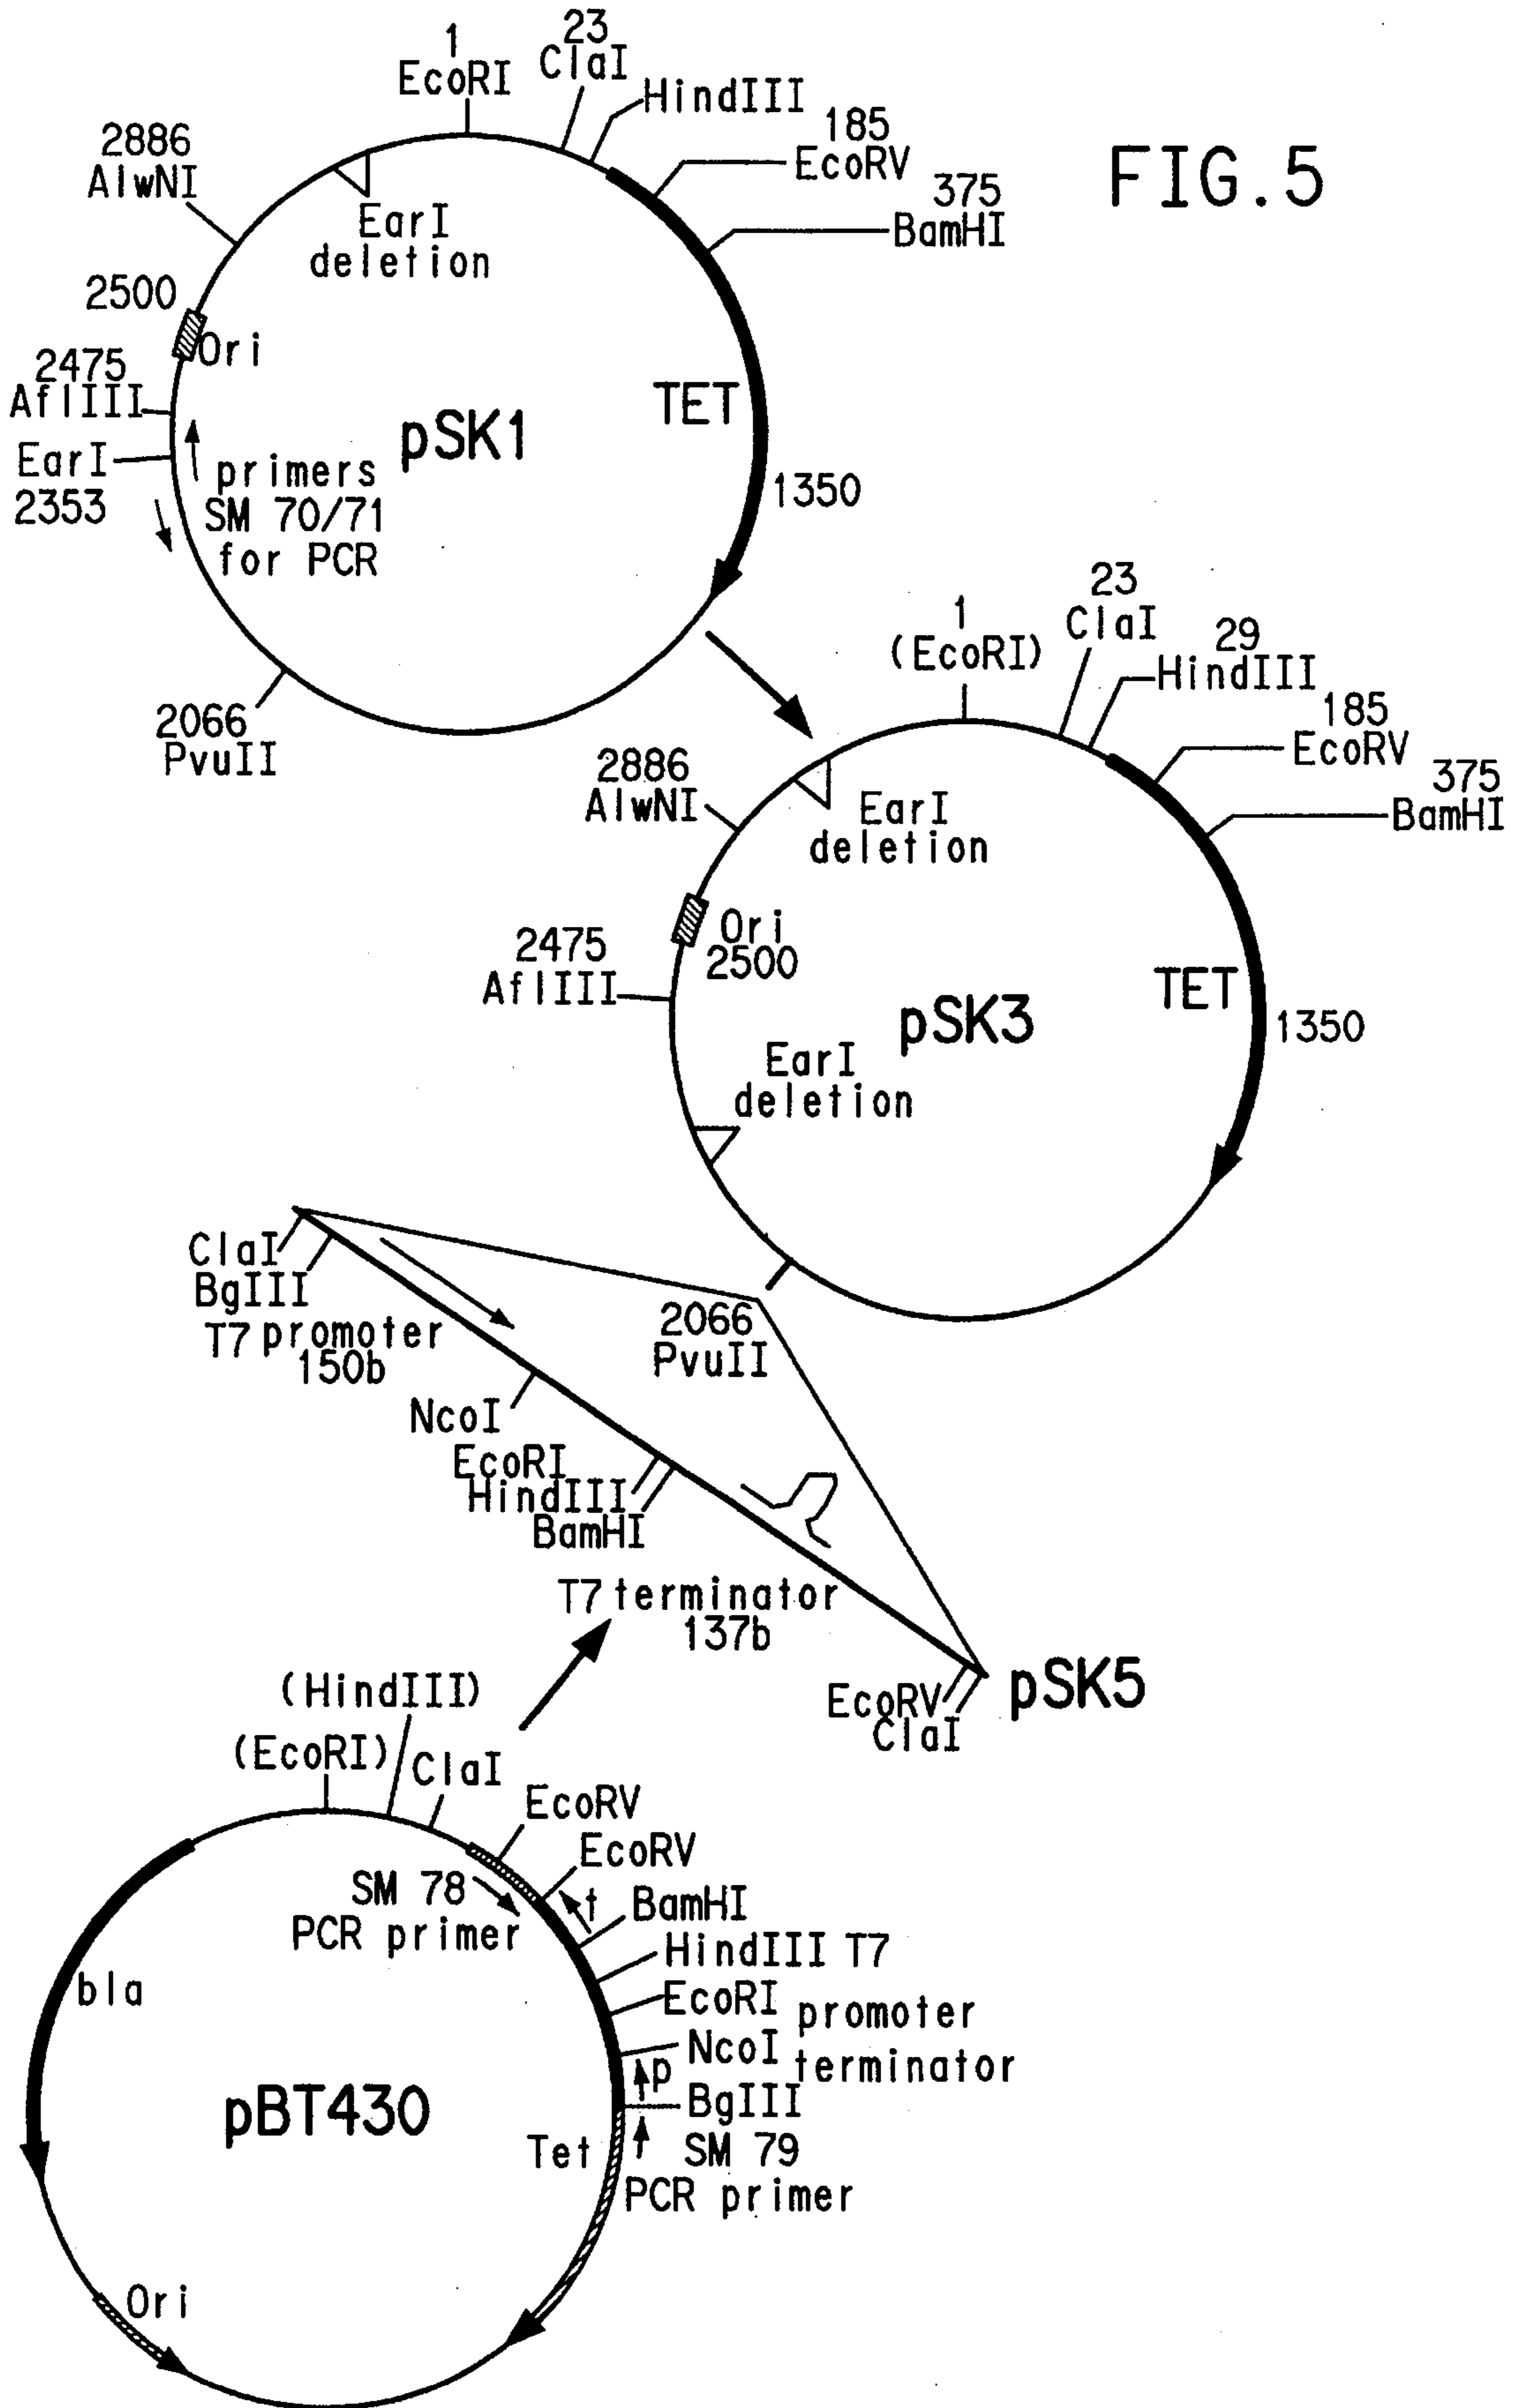 FIG.5
1
EcoRI
23
ClaI
HindIII
185
EcoRV
375
BamHI
2886
AlwNI
EarI
deletion
2500
Ori
2475
AflIII
EarI
2353
primers
SM 70/71
for PCR
pSK1
TET
1350
2066
PvuII
1
(EcoRI)
23
ClaI
29
HindIII
185
EcoRV
375
BamHI
2886
AlwNI
EarI
deletion
Ori
2500
2475
AflIII
pSK3
TET
1350
EarI
deletion
2066
PvuII
ClaI
BglII
T7 promoter
150b
NcoI
EcoRI
HindIII
BamHI
T7 terminator
137b
EcoRV
ClaI
pSK5
(HindIII)
(EcoRI)
ClaI
EcoRV
EcoRV
SM 78
PCR primer
t
BamHI
HindIII T7
EcoRI promoter
NcoI terminator
p
BglII
SM 79
PCR primer
bla
pBT430
Tet
Ori